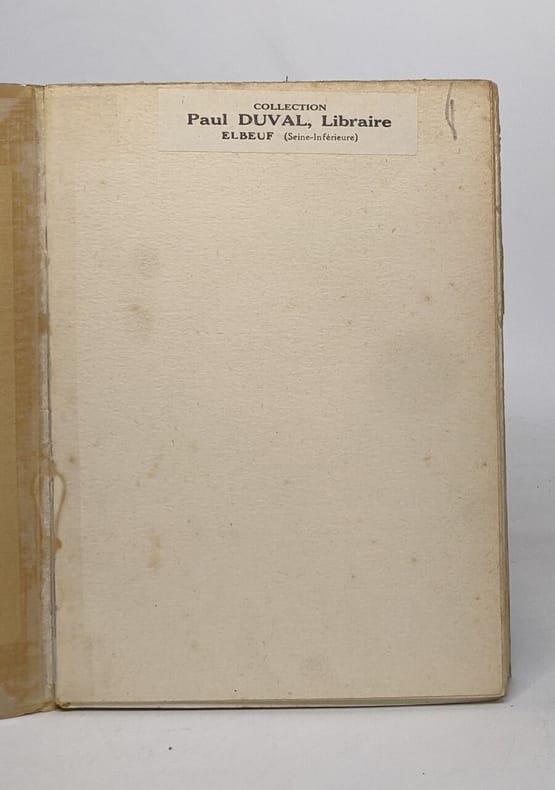 COLLECTION
Paul DUVAL, Libraire
ELBEUF (Seine-Inférieure)